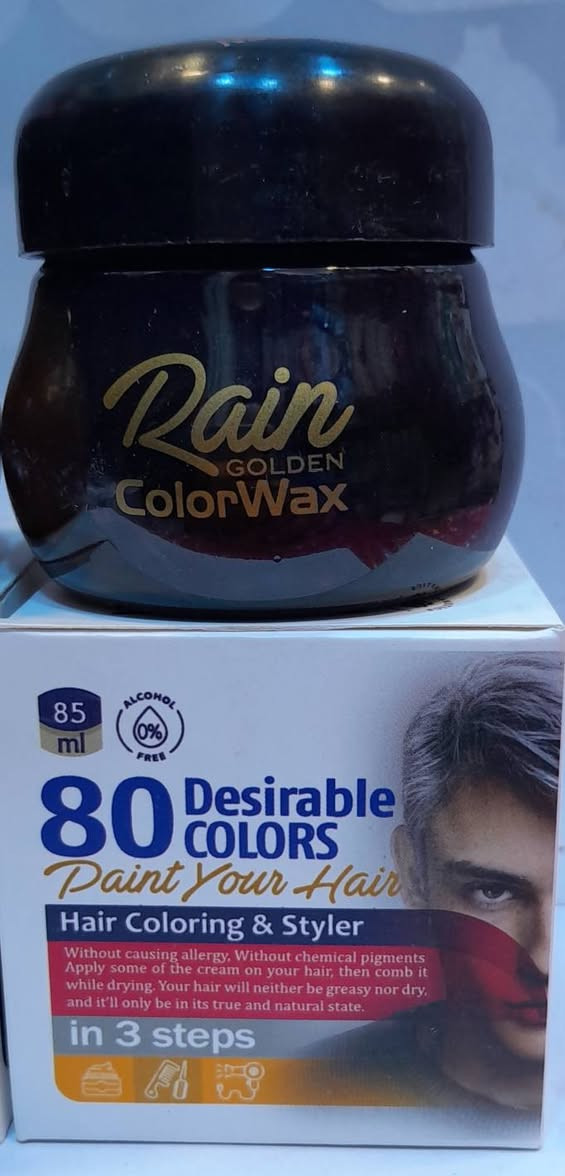 Rain
GOLDEN
ColorWax
85
ml
ALCOHOL
0%
FREE
80 Desirable
COLORS
Paint Your Hair
Hair Coloring & Styler
Without causing allergy, Without chemical pigments
Apply some of the cream on your hair, then comb it
while drying. Your hair will neither be greasy nor dry,
and it'll only be in its true and natural state.
in 3 steps